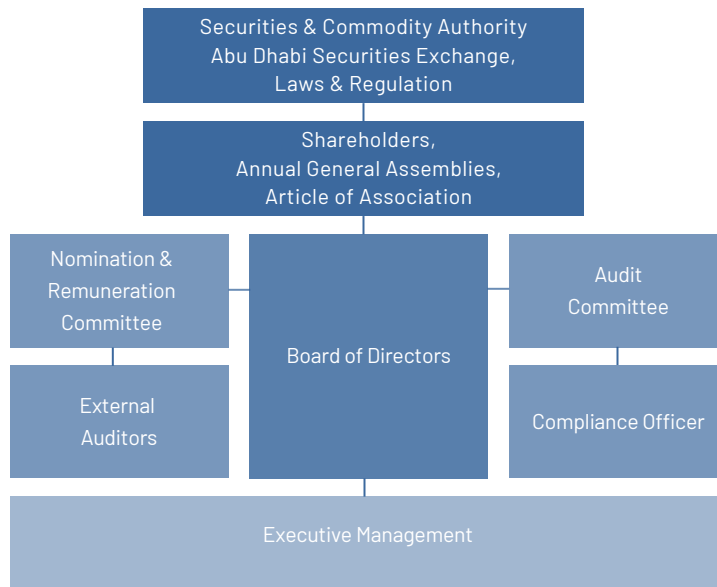 Securities & Commodity Authority
Abu Dhabi Securities Exchange,
Laws & Regulation
Shareholders,
Annual General Assemblies,
Article of Association
Nomination &
Remuneration
Committee
Board of Directors
Audit
Committee
External
Auditors
Compliance Officer
Executive Management